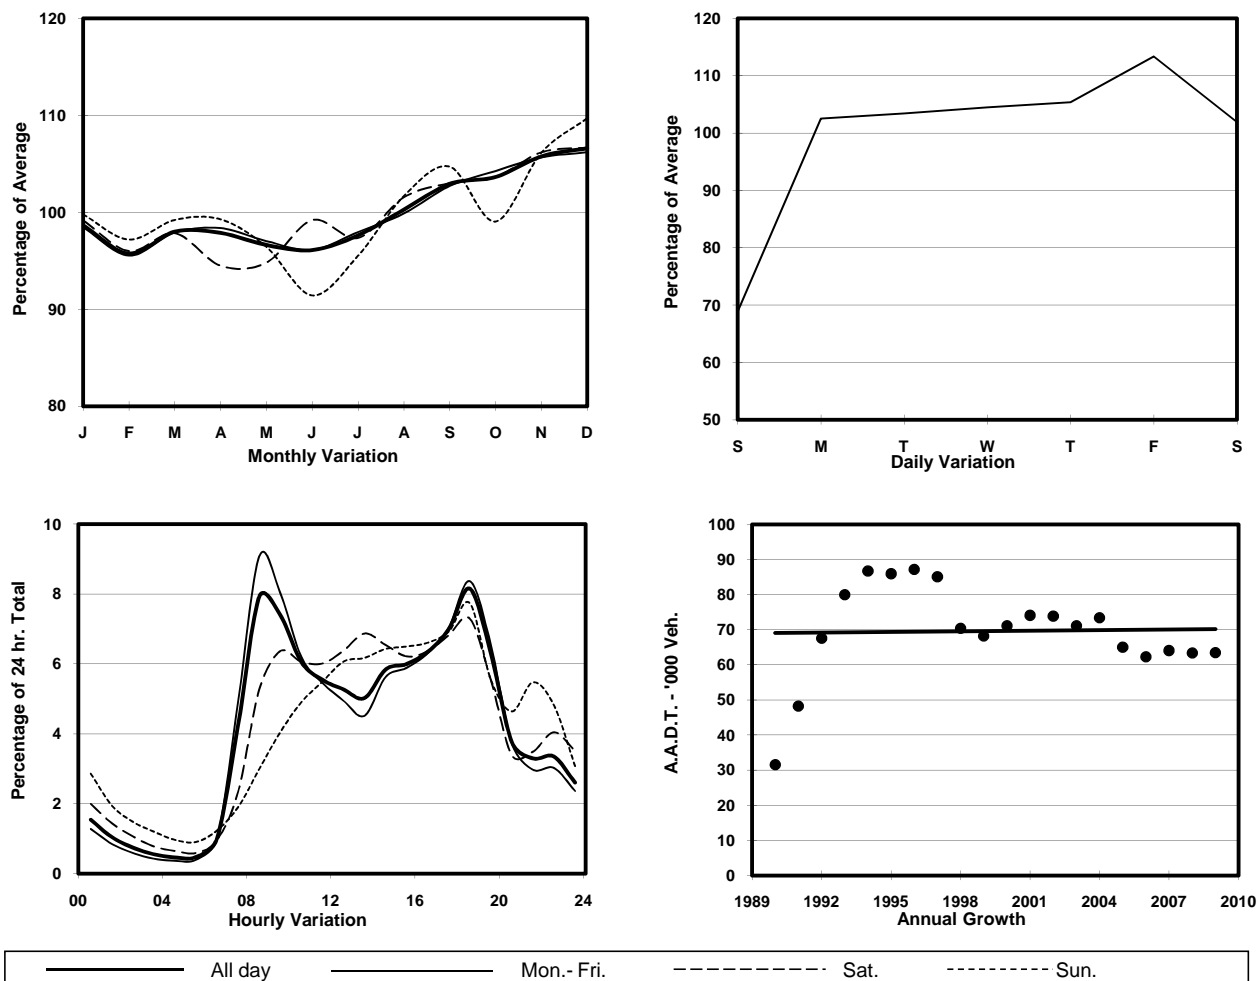 120
110
100
90
80
Percentage of Average
J F M A M J J A S O N D
Monthly Variation
120
110
100
90
80
70
60
50
Percentage of Average
S M T W T F S
Daily Variation
10
8
6
4
2
0
Percentage of 24 hr. Total
00 04 08 12 16 20 24
Hourly Variation
100
90
80
70
60
50
40
30
20
10
0
A.A.D.T. - '000 Veh.
1989 1992 1995 1998 2001 2004 2007 2010
Annual Growth
All day Mon.- Fri. Sat. Sun.